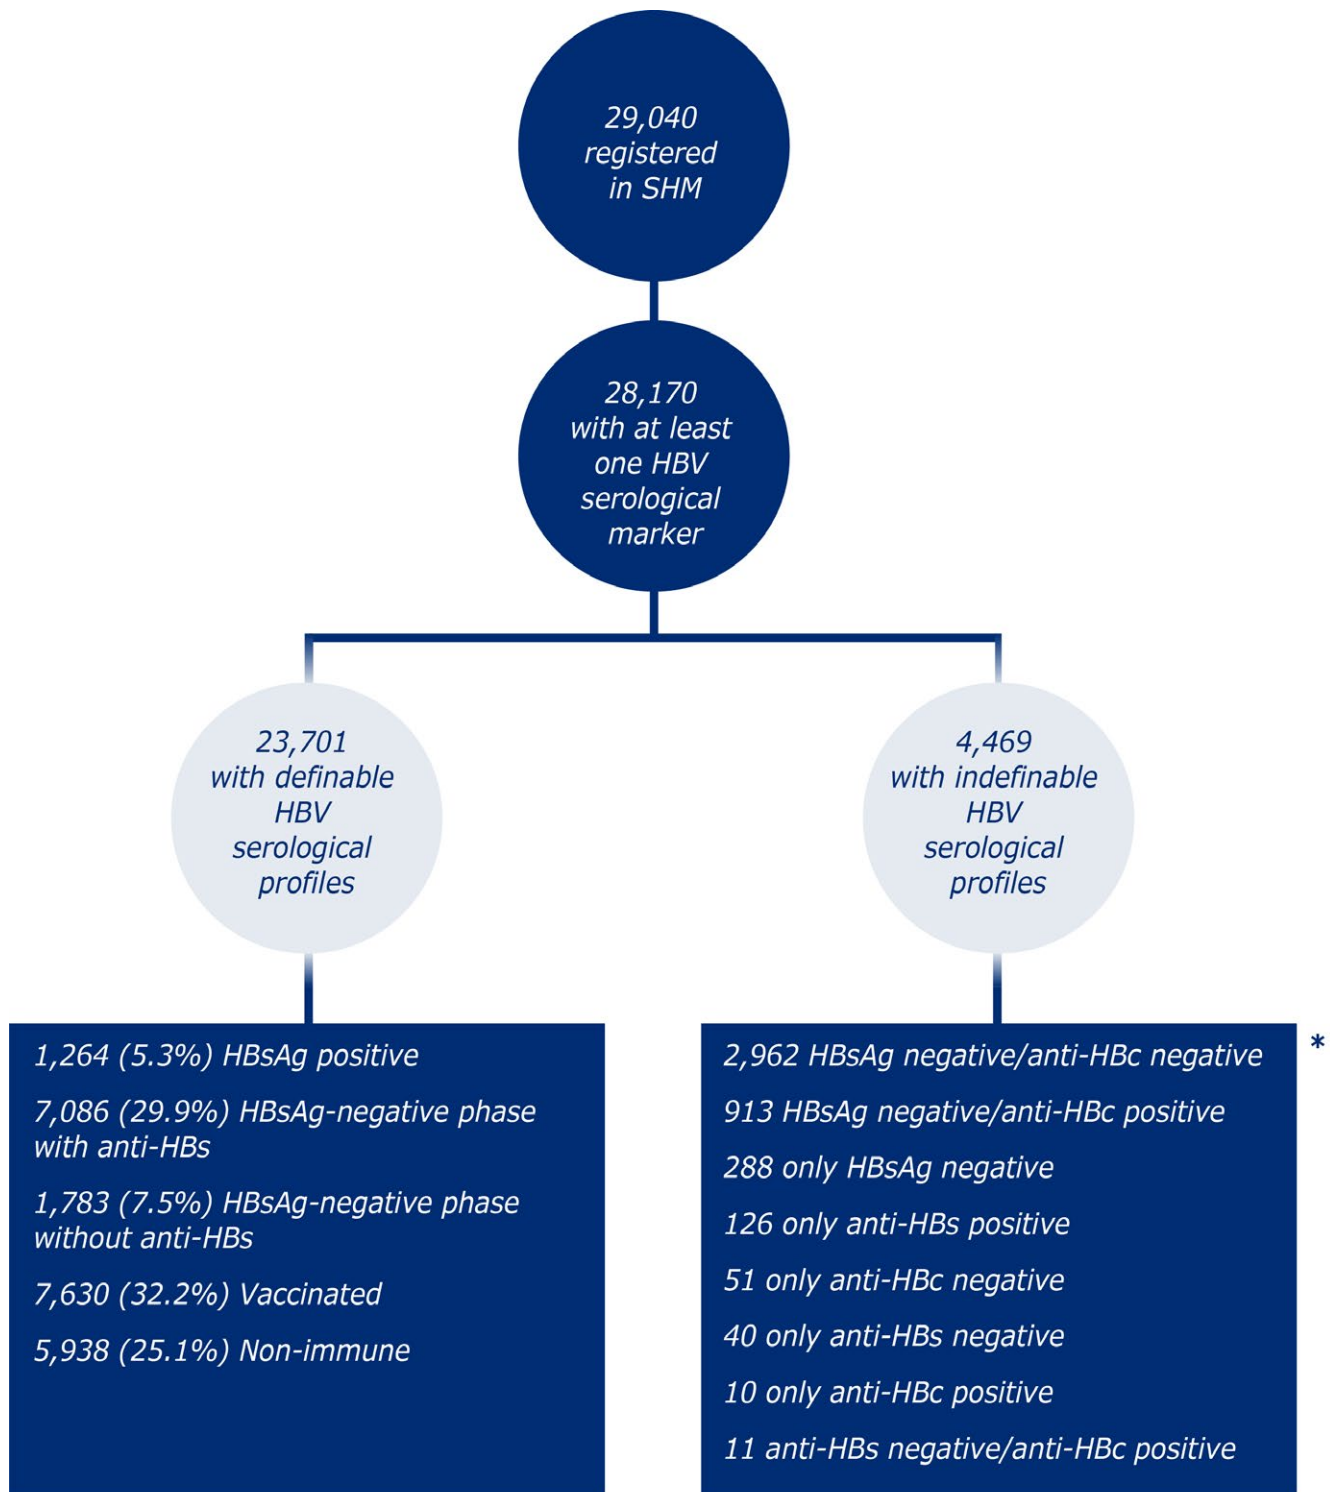 29,040
registered
in SHM
28,170
with at least
one HBV
serological
marker
23,701
with definable
HBV
serological
profiles
4,469
with indefinable
HBV
serological
profiles
1,264 (5.3%) HBsAg positive
7,086 (29.9%) HBsAg-negative phase
with anti-HBs
1,783 (7.5%) HBsAg-negative phase
without anti-HBs
7,630 (32.2%) Vaccinated
5,938 (25.1%) Non-immune
2,962 HBsAg negative/anti-HBc negative *
913 HBsAg negative/anti-HBc positive
288 only HBsAg negative
126 only anti-HBs positive
51 only anti-HBc negative
40 only anti-HBs negative
10 only anti-HBc positive
11 anti-HBs negative/anti-HBc positive